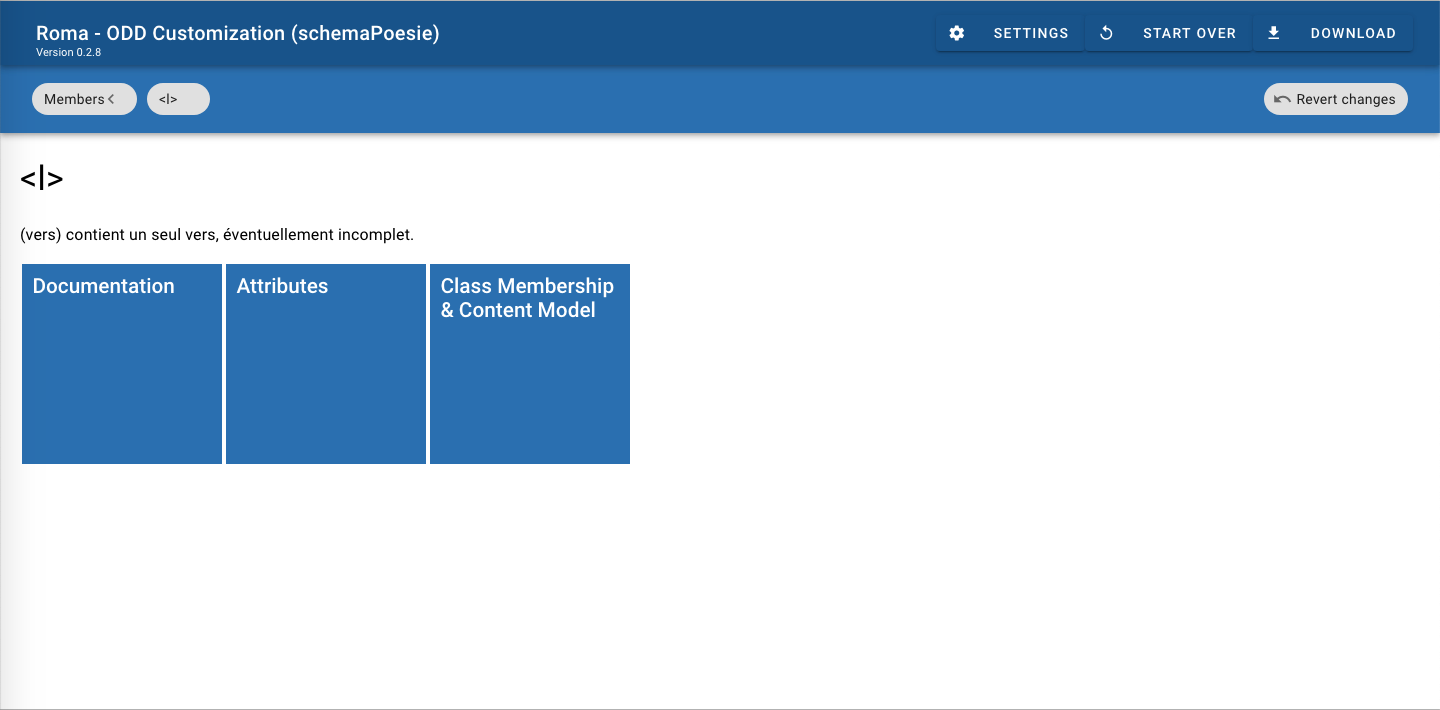 Roma - ODD Customization (schemaPoesie)
Version 0.2.8
SETTINGS
START OVER
DOWNLOAD
Members
<l>
Revert changes
<l>
(vers) contient un seul vers, éventuellement incomplet.
Documentation
Attributes
Class Membership
& Content Model